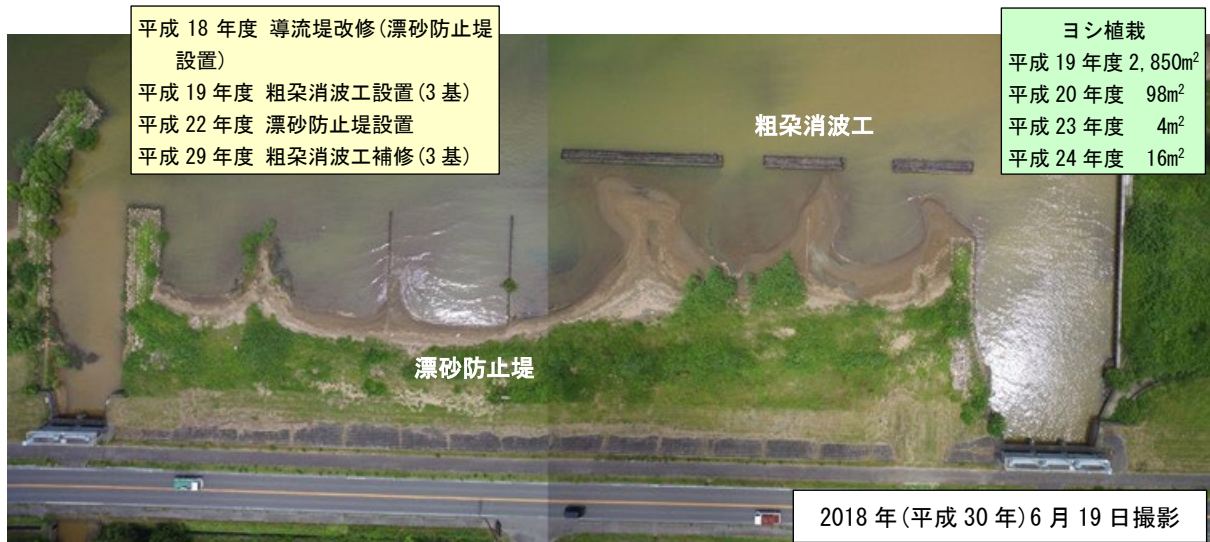 平成 18 年度 導流堤改修(漂砂防止堤
設置)
平成 19 年度 粗朶消波工設置(3 基)
平成 22 年度 漂砂防止堤設置
平成 29 年度 粗朶消波工補修(3 基)
ヨシ植栽
平成 19 年度 2,850m²
平成 20 年度 98m²
平成 23 年度 4m²
平成 24 年度 16m²
粗朶消波工
漂砂防止堤
2018 年(平成 30 年)6 月 19 日撮影